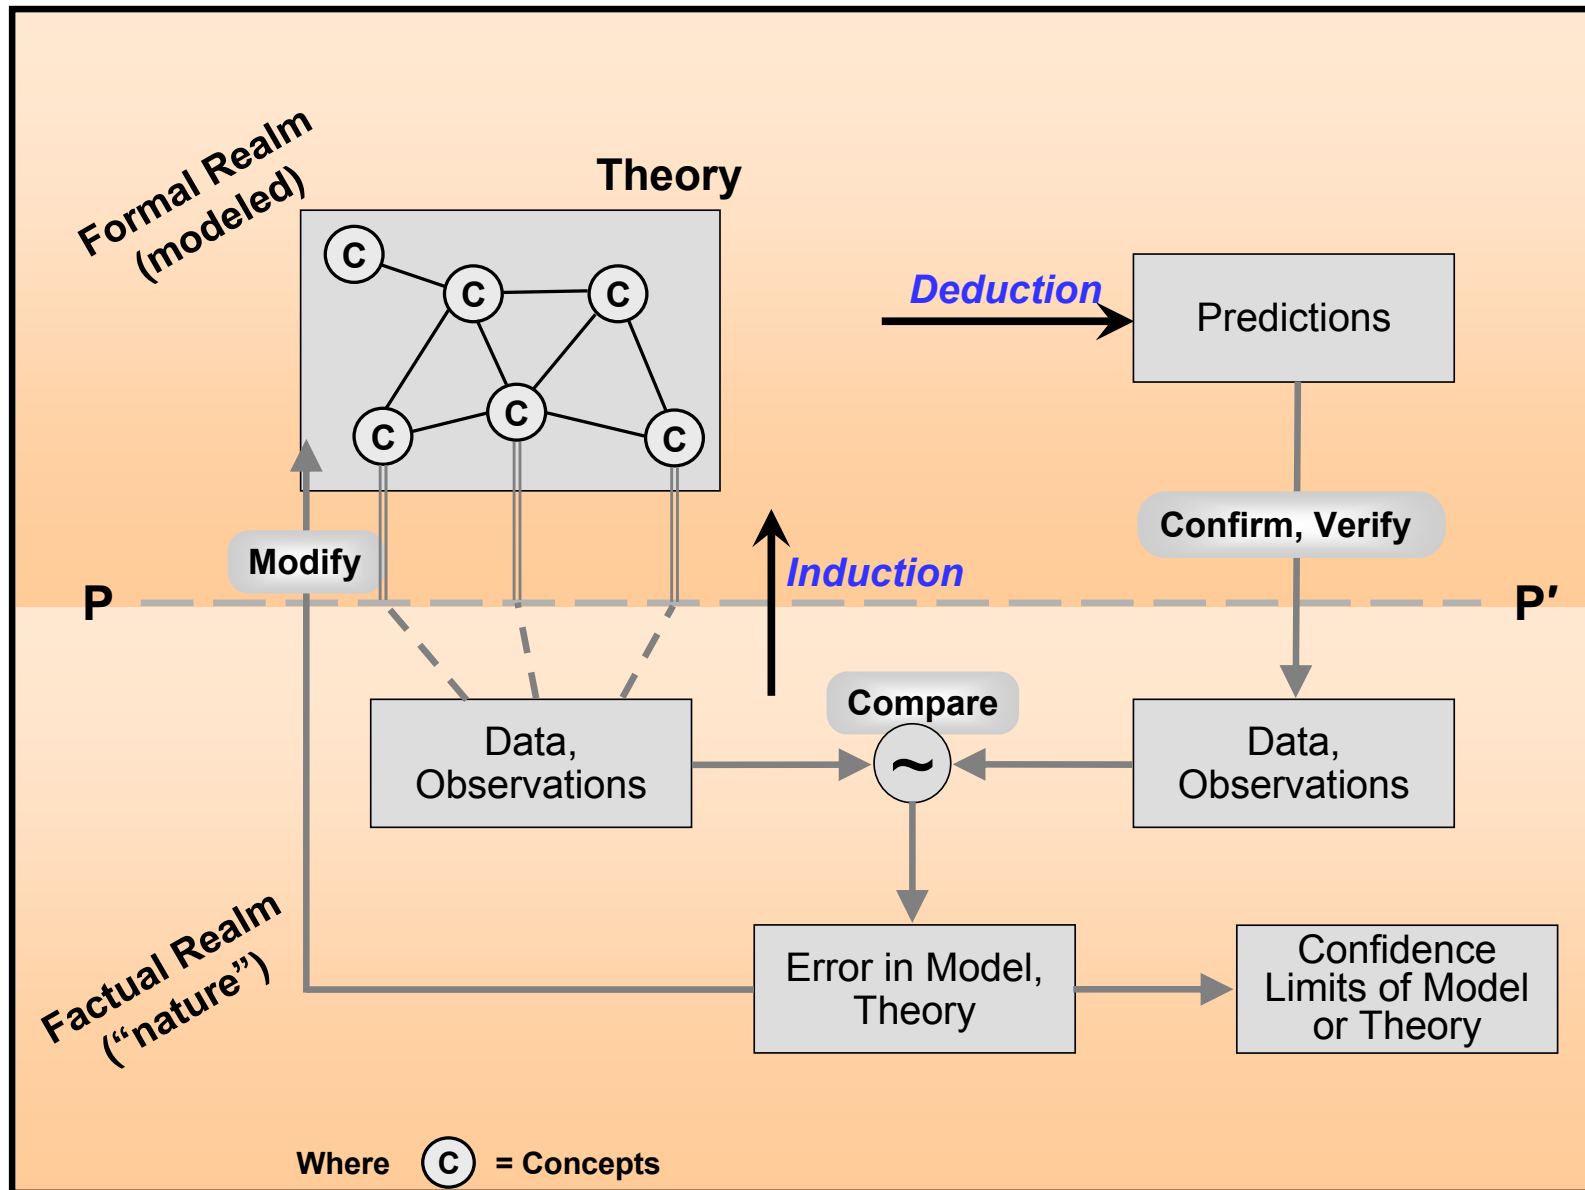 Formal Realm
(modeled)
Theory
C
C
C
C
C
C
Deduction
Predictions
Confirm, Verify
Modify
Induction
P
P′
Compare
Data,
Observations
~
Data,
Observations
Factual Realm
(“nature”)
Error in Model,
Theory
Confidence
Limits of Model
or Theory
Where C = Concepts